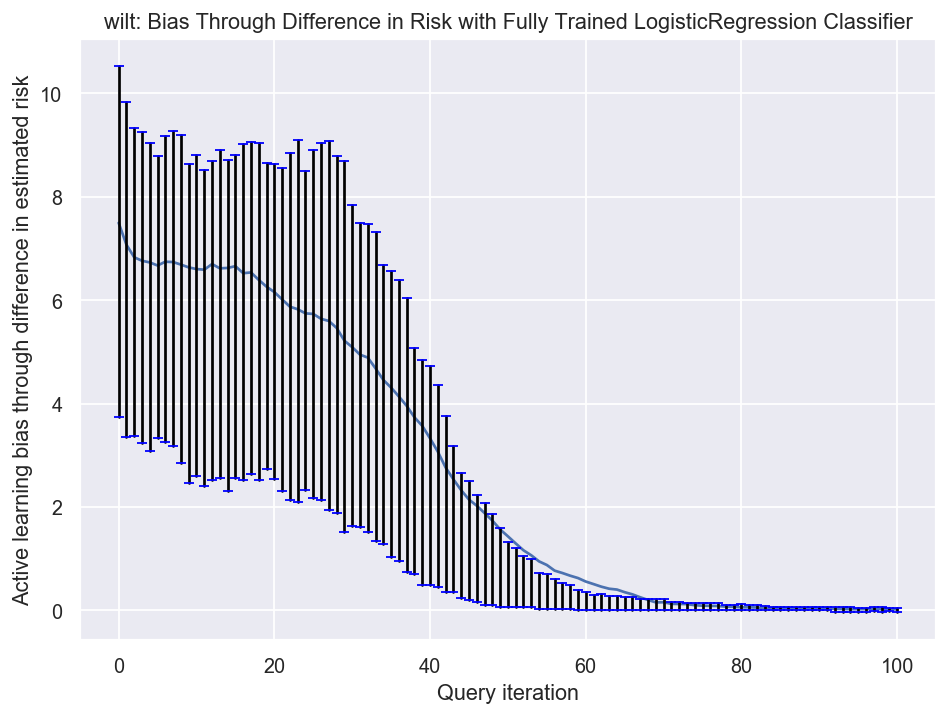 wilt: Bias Through Difference in Risk with Fully Trained LogisticRegression Classifier
Active learning bias through difference in estimated risk
10
8
6
4
2
0
0 20 40 60 80 100
Query iteration